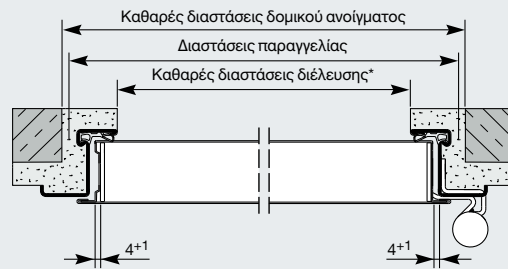 Καθαρές διαστάσεις δομικού ανοίγματος
Διαστάσεις παραγγελίας
Καθαρές διαστάσεις διέλευσης*
4+1 4+1